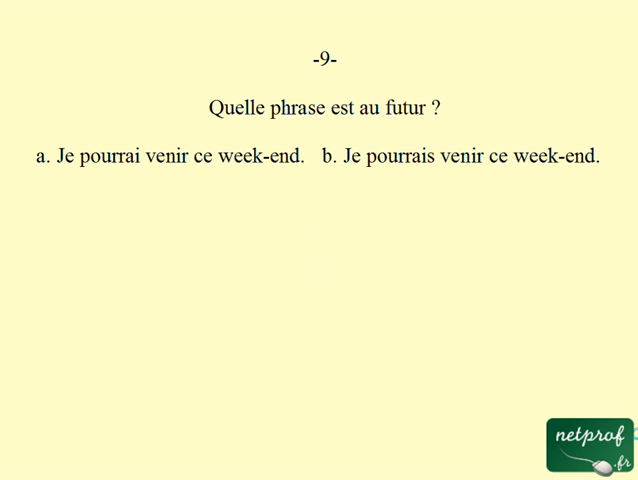 -9-
Quelle phrase est au futur ?
a. Je pourrai venir ce week-end. b. Je pourrais venir ce week-end.
netprof
.fr